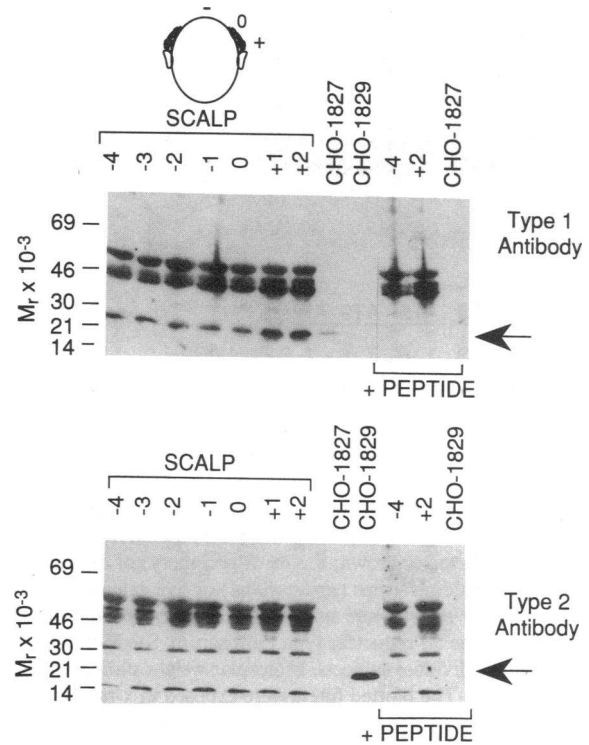 - 0 +
SCALP
-4 -3 -2 -1 0 +1 +2 CHO-1827 CHO-1829 -4 +2 CHO-1827
69
46
30
21
14
Mr x 10-3
Type 1
Antibody
+ PEPTIDE
SCALP
-4 -3 -2 -1 0 +1 +2 CHO-1827 CHO-1829 -4 +2 CHO-1829
69
46
30
21
14
Mr x 10-3
Type 2
Antibody
+ PEPTIDE